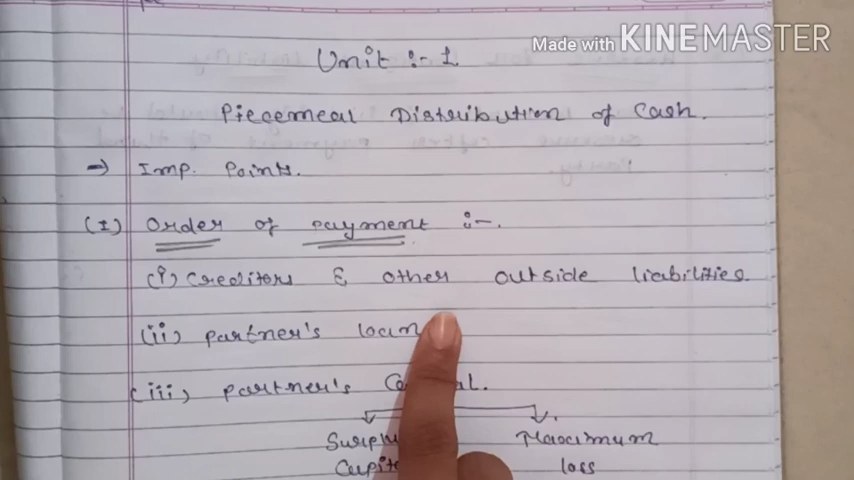 Made with KINEMASTER
Unit :- 1.
Piecemeal Distribution of Cash.
→ Imp. Points.
(I) Order of payment :-.
(i) Creditors & other outside liabilities.
(ii) partner's loan
(iii) partner's
Maximum
loss